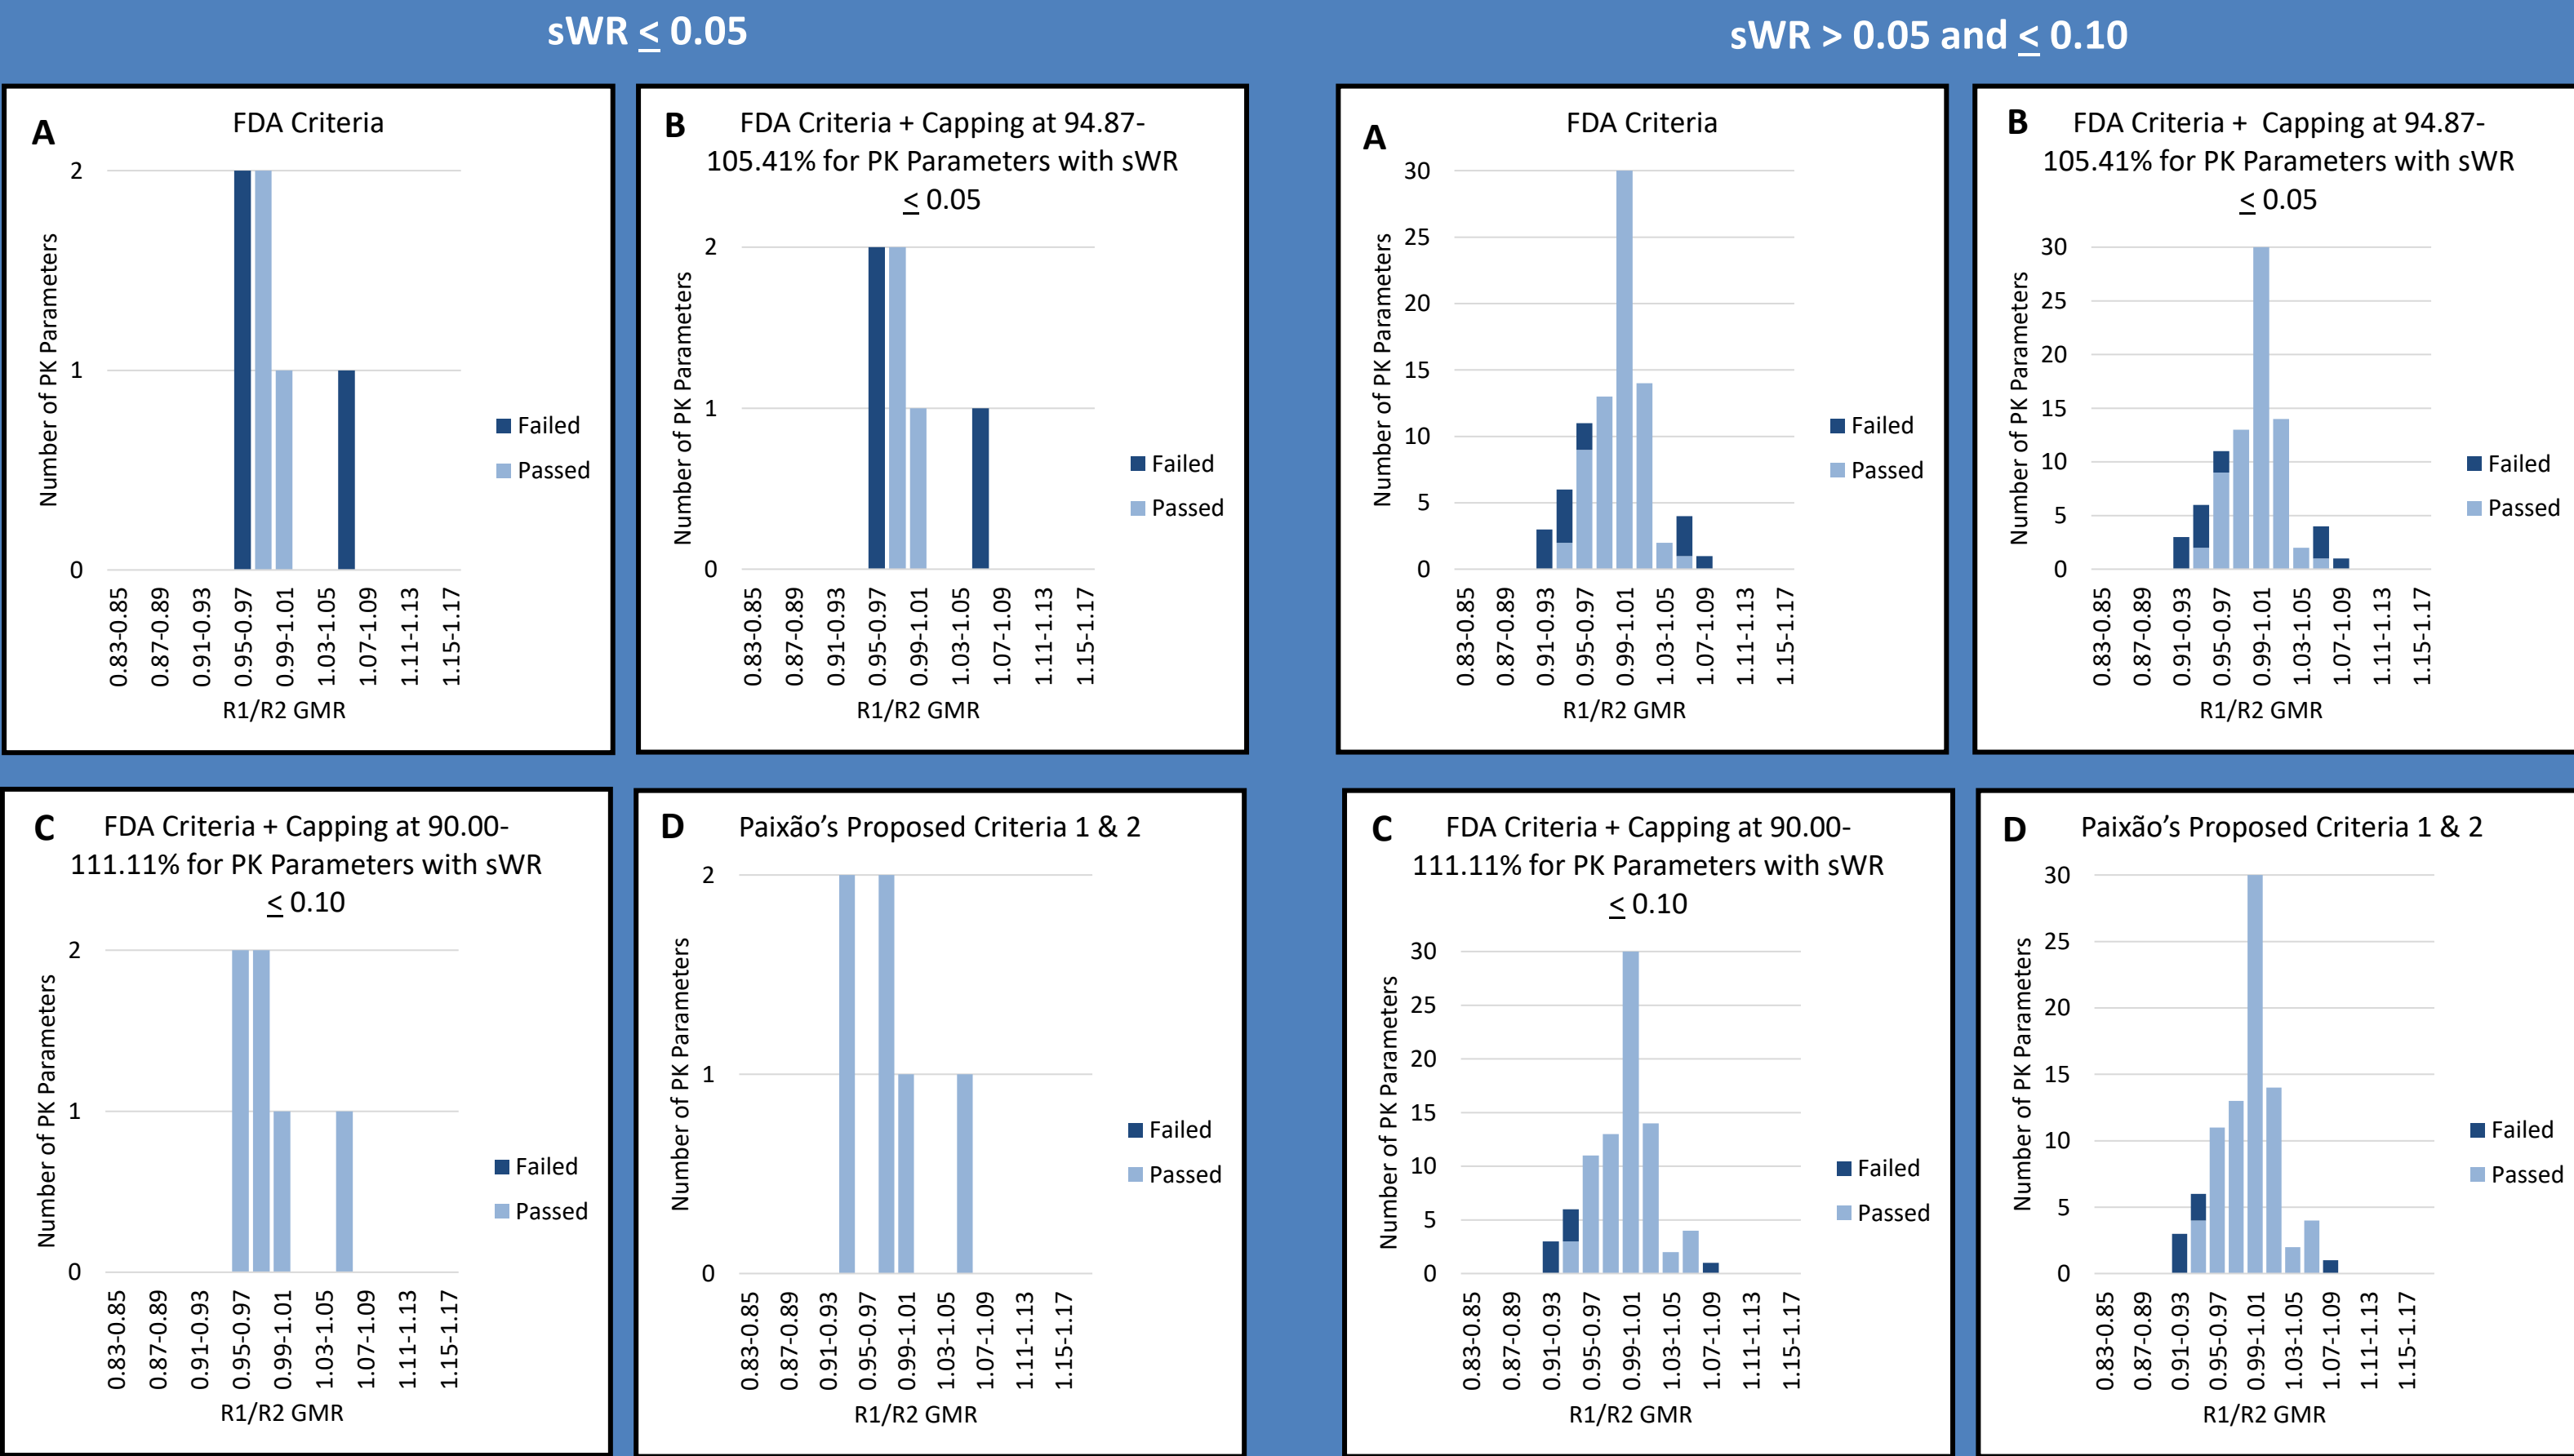 sWR ≤ 0.05
A
FDA Criteria
2
1
0
Number of PK Parameters
0.83-0.85
0.87-0.89
0.91-0.93
0.95-0.97
0.99-1.01
1.03-1.05
1.07-1.09
1.11-1.13
1.15-1.17
R1/R2 GMR
Failed
Passed
B
FDA Criteria + Capping at 94.87-
105.41% for PK Parameters with sWR
≤ 0.05
2
1
0
Number of PK Parameters
0.83-0.85
0.87-0.89
0.91-0.93
0.95-0.97
0.99-1.01
1.03-1.05
1.07-1.09
1.11-1.13
1.15-1.17
R1/R2 GMR
Failed
Passed
C
FDA Criteria + Capping at 90.00-
111.11% for PK Parameters with sWR
≤ 0.10
2
1
0
Number of PK Parameters
0.83-0.85
0.87-0.89
0.91-0.93
0.95-0.97
0.99-1.01
1.03-1.05
1.07-1.09
1.11-1.13
1.15-1.17
R1/R2 GMR
Failed
Passed
D
Paixão’s Proposed Criteria 1 & 2
2
1
0
Number of PK Parameters
0.83-0.85
0.87-0.89
0.91-0.93
0.95-0.97
0.99-1.01
1.03-1.05
1.07-1.09
1.11-1.13
1.15-1.17
R1/R2 GMR
Failed
Passed
sWR > 0.05 and ≤ 0.10
A
FDA Criteria
30
25
20
15
10
5
0
Number of PK Parameters
0.83-0.85
0.87-0.89
0.91-0.93
0.95-0.97
0.99-1.01
1.03-1.05
1.07-1.09
1.11-1.13
1.15-1.17
R1/R2 GMR
Failed
Passed
B
FDA Criteria + Capping at 94.87-
105.41% for PK Parameters with sWR
≤ 0.05
30
25
20
15
10
5
0
Number of PK Parameters
0.83-0.85
0.87-0.89
0.91-0.93
0.95-0.97
0.99-1.01
1.03-1.05
1.07-1.09
1.11-1.13
1.15-1.17
R1/R2 GMR
Failed
Passed
C
FDA Criteria + Capping at 90.00-
111.11% for PK Parameters with sWR
≤ 0.10
30
25
20
15
10
5
0
Number of PK Parameters
0.83-0.85
0.87-0.89
0.91-0.93
0.95-0.97
0.99-1.01
1.03-1.05
1.07-1.09
1.11-1.13
1.15-1.17
R1/R2 GMR
Failed
Passed
D
Paixão’s Proposed Criteria 1 & 2
30
25
20
15
10
5
0
Number of PK Parameters
0.83-0.85
0.87-0.89
0.91-0.93
0.95-0.97
0.99-1.01
1.03-1.05
1.07-1.09
1.11-1.13
1.15-1.17
R1/R2 GMR
Failed
Passed